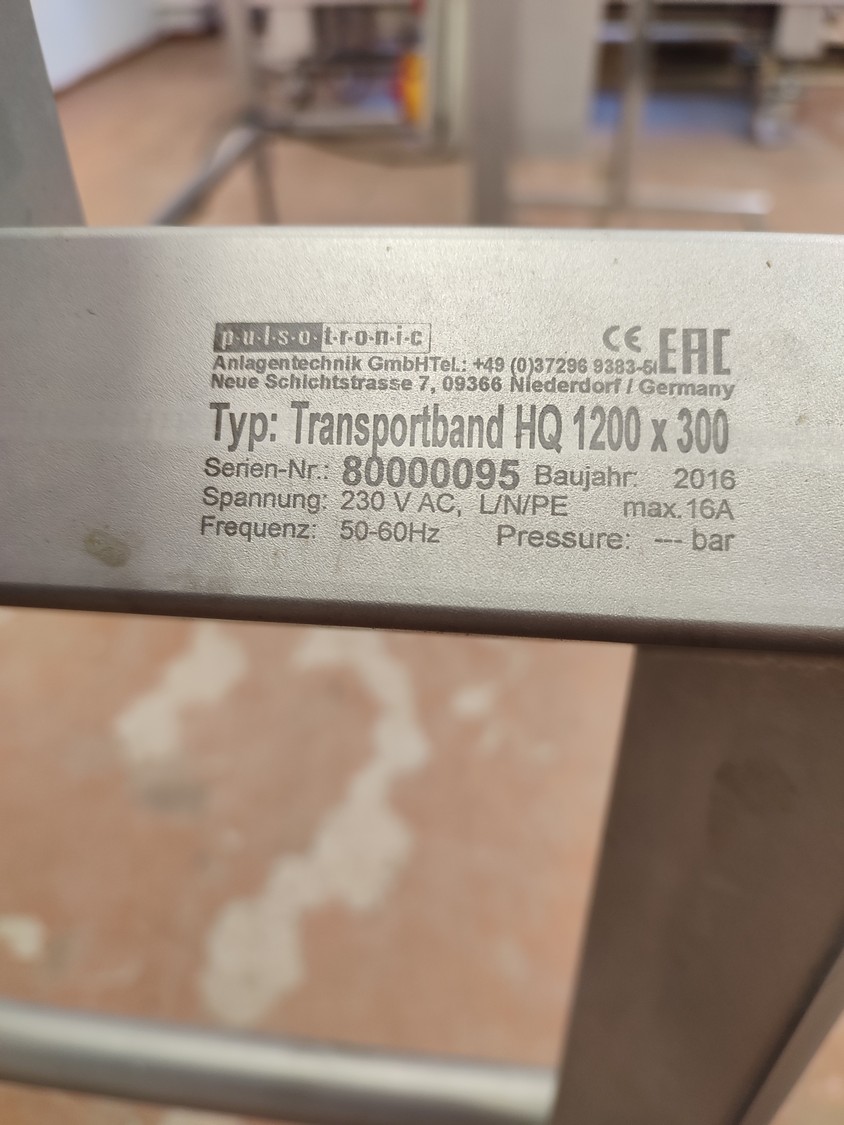 p·u·l·s·o·t·r·o·n·i·c CE EAC
Anlagentechnik GmbHTel.: +49 (0)37296 9383-5
Neue Schichtstrasse 7, 09366 Niederdorf / Germany
Typ: Transportband HQ 1200 x 300
Serien-Nr.: 80000095 Baujahr: 2016
Spannung: 230 V AC, L/N/PE max.16A
Frequenz: 50-60Hz Pressure: --- bar